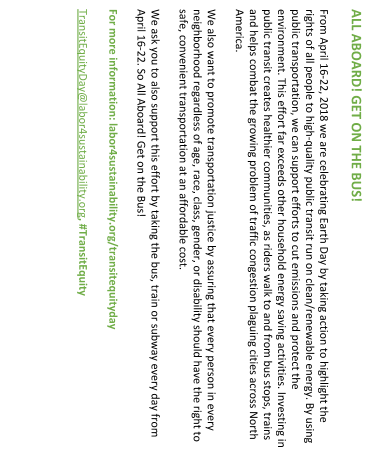 ALL ABOARD! GET ON THE BUS!
From April 16-22, 2018 we are celebrating Earth Day by taking action to highlight the
rights of all people to high-quality public transit run on clean/renewable energy. By using
public transportation, we can support efforts to cut emissions and protect the
environment. This effort far exceeds other household energy saving activities. Investing in
public transit creates healthier communities, as riders walk to and from bus stops, trains
and helps combat the growing problem of traffic congestion plaguing cities across North
America.
We also want to promote transportation justice by assuring that every person in every
neighborhood regardless of age, race, class, gender, or disability should have the right to
safe, convenient transportation at an affordable cost.
We ask you to also support this effort by taking the bus, train or subway every day from
April 16-22. So All Aboard! Get on the Bus!
For more information: labor4sustainability.org/transitequityday
TransitEquityDay@labor4sustainability.org, #TransitEquity